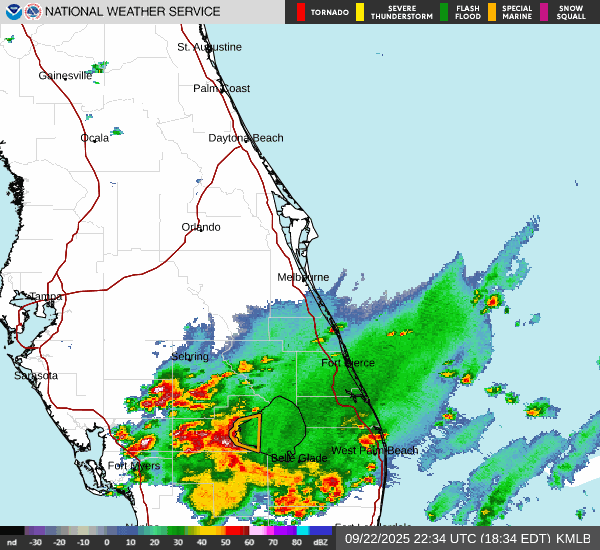 NATIONAL WEATHER SERVICE
TORNADO
SEVERE THUNDERSTORM
FLASH FLOOD
SPECIAL MARINE
SNOW SQUALL
St. Augustine
Gainesville
Palm Coast
Ocala
Daytona Beach
Orlando
Melbourne
Tampa
Sebring
Fort Pierce
Sarasota
West Palm Beach
Belle Glade
Fort Myers
nd -30 -20 -10 0 10 20 30 40 50 60 70 80 dBZ
09/22/2025 22:34 UTC (18:34 EDT) KMLB